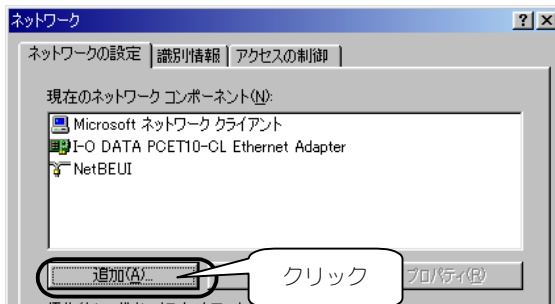 ネットワーク
ネットワークの設定 識別情報 アクセスの制御
現在のネットワーク コンポーネント(N):
Microsoft ネットワーク クライアント
I-O DATA PCET10-CL Ethernet Adapter
NetBEUI
追加(A)... クリック プロパティ(R)